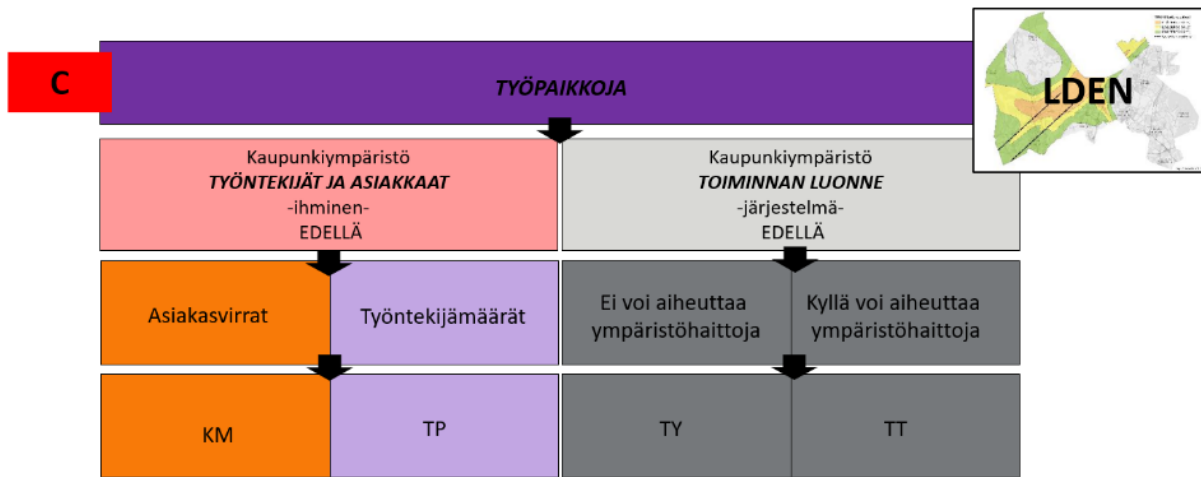 C
TYÖPAIKKOJA
LDEN
Kaupunkiympäristö
TYÖNTEKIJÄT JA ASIAKKAAT
-ihminen-
EDELLÄ
Kaupunkiympäristö
TOIMINNAN LUONNE
-järjestelmä-
EDELLÄ
Asiakasvirrat
Työntekijämäärät
Ei voi aiheuttaa
ympäristöhaittoja
Kyllä voi aiheuttaa
ympäristöhaittoja
KM
TP
TY
TT